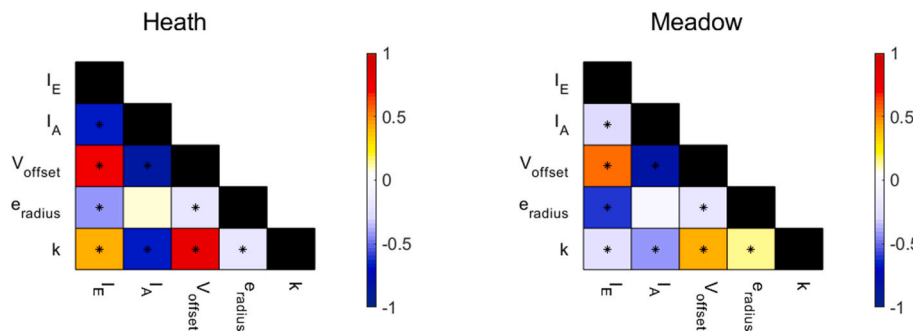 Heath
I_E
I_A
V_offset
e_radius
k
I_E
I_A
V_offset
e_radius
k
1
0.5
0
-0.5
-1
Meadow
I_E
I_A
V_offset
e_radius
k
I_E
I_A
V_offset
e_radius
k
1
0.5
0
-0.5
-1